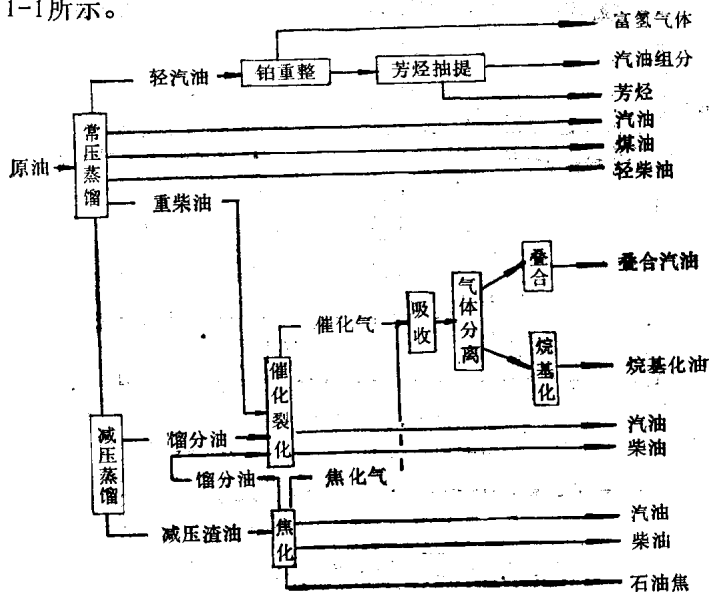 1-1所示。
富氢气体
轻汽油
铂重整
芳烃抽提
汽油组分
芳烃
汽油
煤油
轻柴油
原油
常压蒸馏
重柴油
叠合
叠合汽油
催化气
吸收
气体分离
烷基化
烷基化油
催化裂化
汽油
柴油
减压蒸馏
馏分油
馏分油
焦化气
减压渣油
焦化
汽油
柴油
石油焦